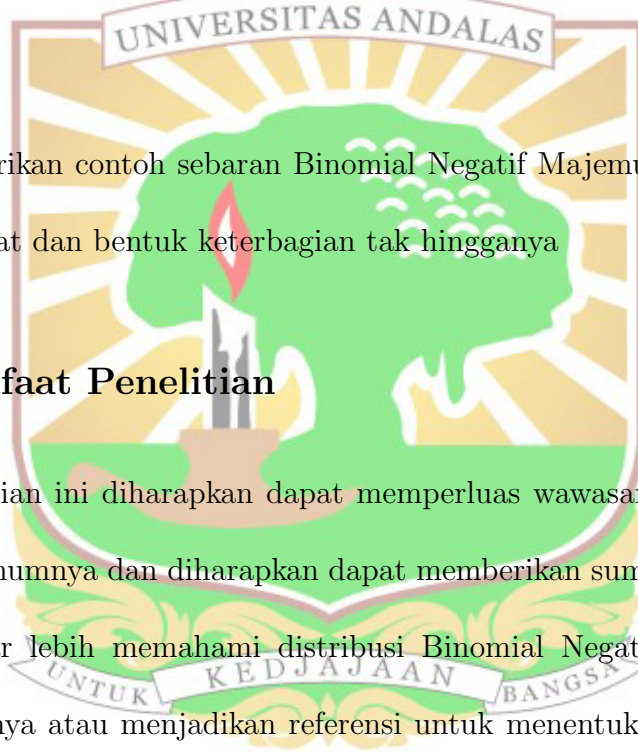 UNIVERSITAS ANDALAS
rikan contoh sebaran Binomial Negatif Majemu
at dan bentuk keterbagian tak hingganya
faat Penelitian
ian ini diharapkan dapat memperluas wawasan
umnya dan diharapkan dapat memberikan sum
r lebih memahami distribusi Binomial Negat
UNTUK KEDJAJAAN BANGSA
nya atau menjadikan referensi untuk menentuk